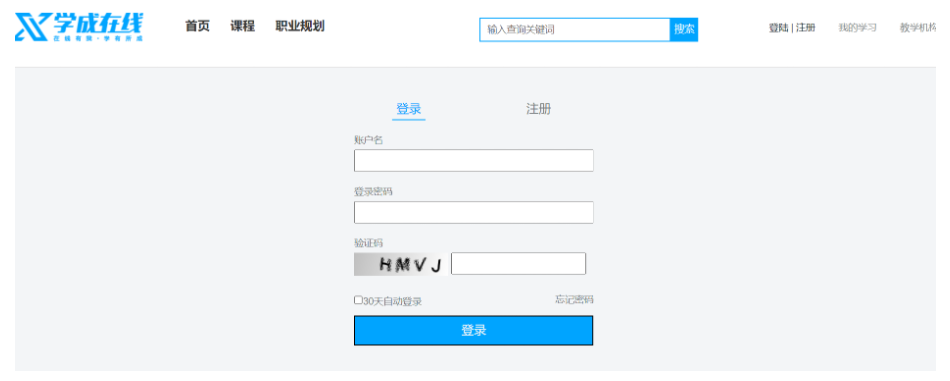 学成在线
在线有课·学有所成
首页 课程 职业规划 输入查询关键词 搜索 登陆 | 注册 我的学习 教学机构
登录 注册
账户名
登录密码
验证码
HMVJ
30天自动登录 忘记密码
登录